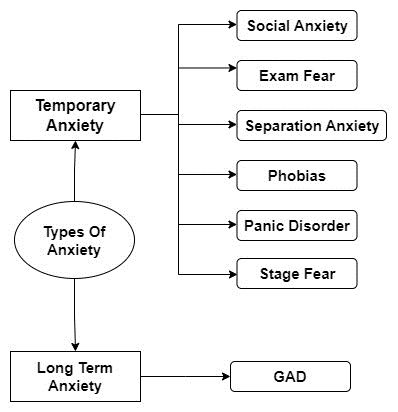 Social Anxiety
Exam Fear
Temporary
Anxiety
Separation Anxiety
Phobias
Types Of
Anxiety
Panic Disorder
Stage Fear
Long Term
Anxiety
GAD